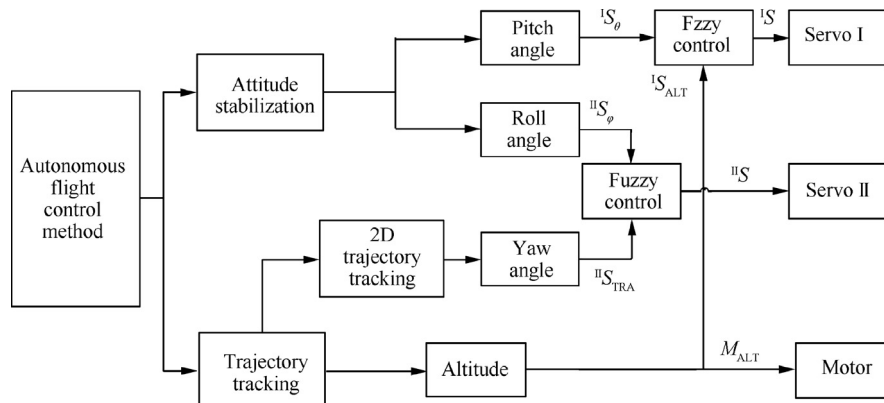 Autonomous
flight
control
method
Attitude
stabilization
Pitch
angle
ᴵS_θ
Fzzy
control
ᴵS
Servo I
ᴵS_ALT
Roll
angle
ᴵᴵS_φ
Fuzzy
control
ᴵᴵS
Servo II
2D
trajectory
tracking
Yaw
angle
ᴵᴵS_TRA
Trajectory
tracking
Altitude
M_ALT
Motor